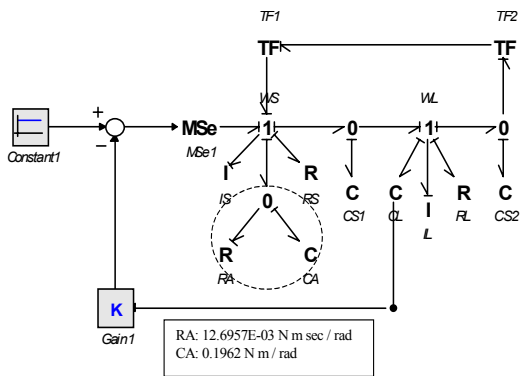 TF1 TF2
TF TF
WS WL
+
−
MSe 1 0 1 0
Constant1 MSe1
I R C C R C
IS RS CS1 CL I RL CS2
0 IL
R C
RA CA
K
Gain1
RA: 12.6957E-03 N m sec / rad
CA: 0.1962 N m / rad